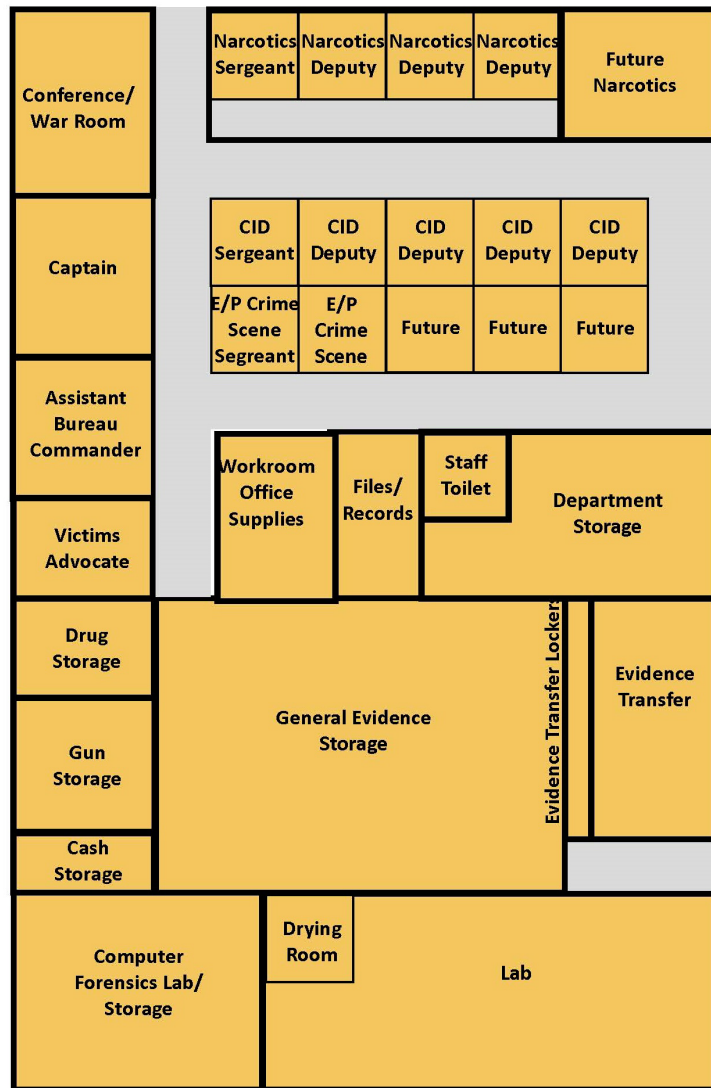 Narcotics
Sergeant
Narcotics
Deputy
Narcotics
Deputy
Narcotics
Deputy
Future
Narcotics
Conference/
War Room
CID
Sergeant
CID
Deputy
CID
Deputy
CID
Deputy
CID
Deputy
Captain
E/P Crime
Scene
Segreant
E/P
Crime
Scene
Future
Future
Future
Assistant
Bureau
Commander
Workroom
Office
Supplies
Files/
Records
Staff
Toilet
Department
Storage
Victims
Advocate
Drug
Storage
General Evidence
Storage
Evidence Transfer Lockers
Evidence
Transfer
Gun
Storage
Cash
Storage
Computer
Forensics Lab/
Storage
Drying
Room
Lab